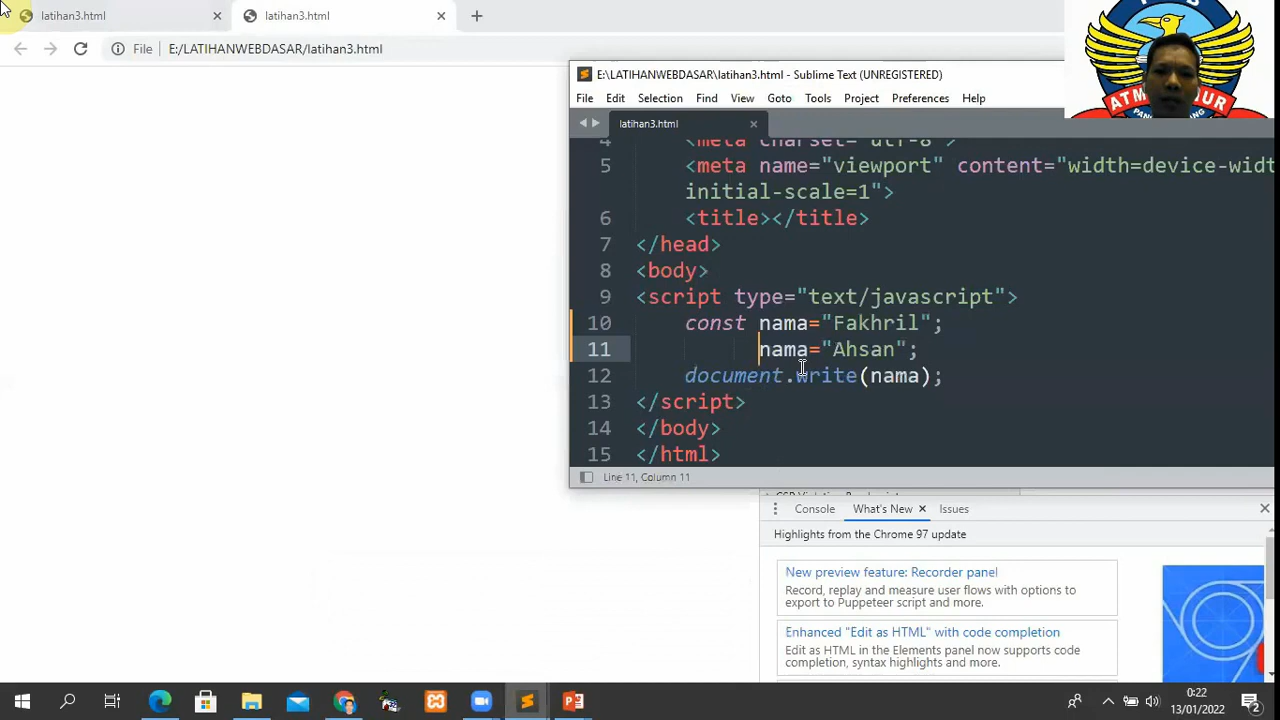 latihan3.html
latihan3.html
File E:/LATIHANWEBDASAR/latihan3.html
E:\LATIHANWEBDASAR\latihan3.html - Sublime Text (UNREGISTERED)
File Edit Selection Find View Goto Tools Project Preferences Help
latihan3.html
4 <meta charset="utf-8">
5 <meta name="viewport" content="width=device-widt
initial-scale=1">
6 <title></title>
7 </head>
8 <body>
9 <script type="text/javascript">
10 const nama="Fakhril";
11 nama="Ahsan";
12 document.write(nama);
13 </script>
14 </body>
15 </html>
Line 11, Column 11
Console What's New Issues
Highlights from the Chrome 97 update
New preview feature: Recorder panel
Record, replay and measure user flows with options to
export to Puppeteer script and more.
Enhanced "Edit as HTML" with code completion
Edit as HTML in the Elements panel now supports code
completion, syntax highlights and more.
0:22
13/01/2022
2